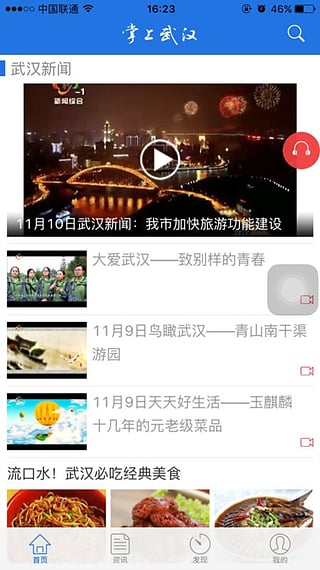 中国联通
16:23
46%
掌上武汉
武汉新闻
-1
新闻综合
11月10日武汉新闻：我市加快旅游功能建设
大爱武汉——致别样的青春
11月9日鸟瞰武汉——青山南干渠
游园
11月9日天天好生活——玉麒麟
十几年的元老级菜品
流口水！武汉必吃经典美食
首页
资讯
发现
我的